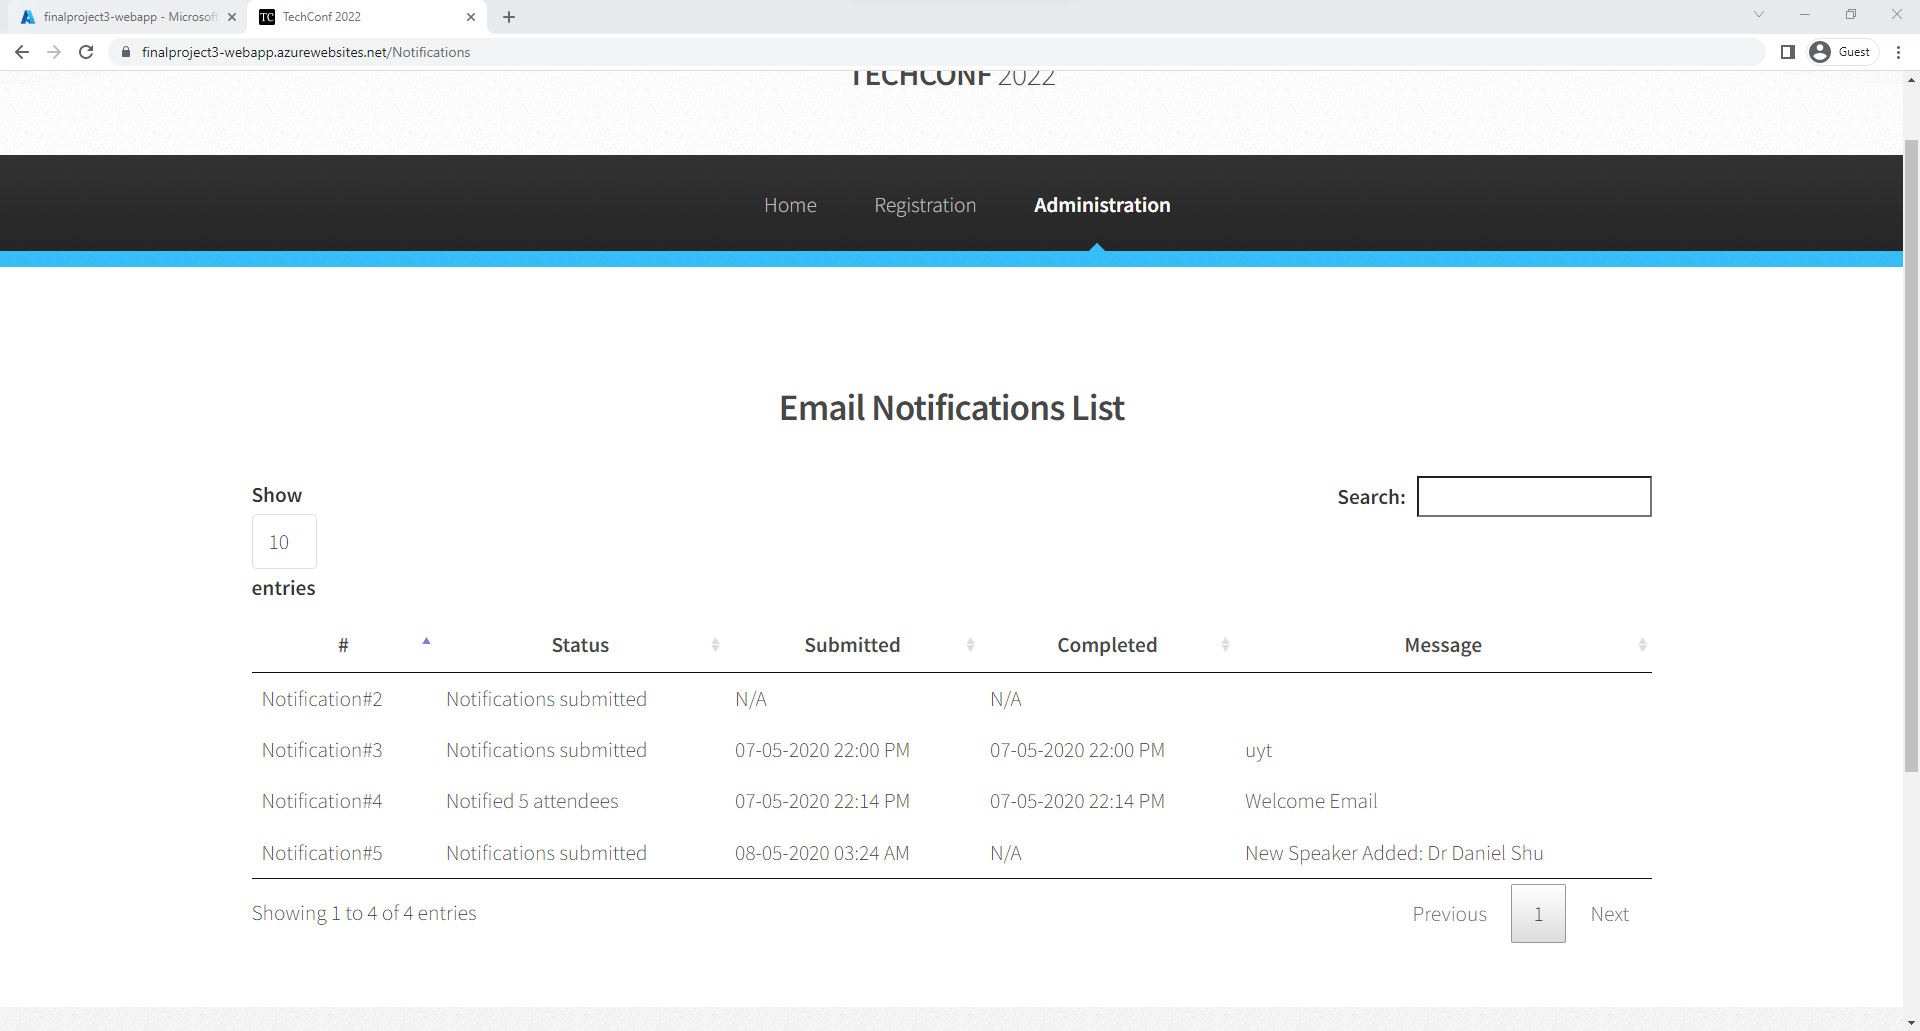 finalproject3-webapp - Microsoft
TC TechConf 2022
finalproject3-webapp.azurewebsites.net/Notifications
Guest
TECHCONF 2022
Home Registration Administration
Email Notifications List
Show
10
entries
Search:
# Status Submitted Completed Message
Notification#2 Notifications submitted N/A N/A
Notification#3 Notifications submitted 07-05-2020 22:00 PM 07-05-2020 22:00 PM uyt
Notification#4 Notified 5 attendees 07-05-2020 22:14 PM 07-05-2020 22:14 PM Welcome Email
Notification#5 Notifications submitted 08-05-2020 03:24 AM N/A New Speaker Added: Dr Daniel Shu
Showing 1 to 4 of 4 entries
Previous 1 Next